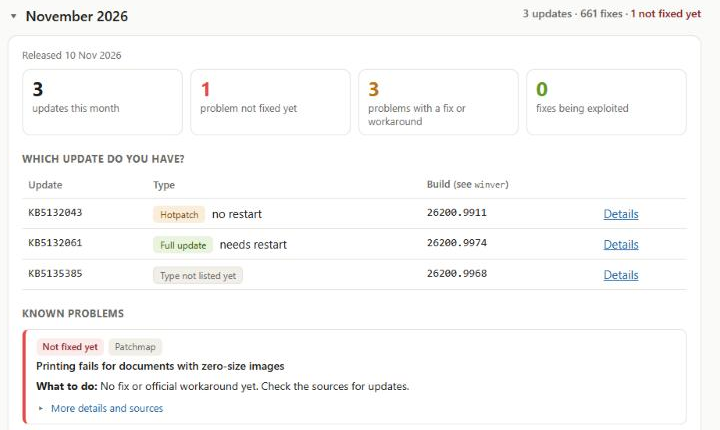 November 2026
3 updates · 661 fixes · 1 not fixed yet
Released 10 Nov 2026
3
updates this month
1
problem not fixed yet
3
problems with a fix or
workaround
0
fixes being exploited
WHICH UPDATE DO YOU HAVE?
Update Type Build (see winver)
KB5132043 Hotpatch no restart 26200.9911 Details
KB5132061 Full update needs restart 26200.9974 Details
KB5135385 Type not listed yet 26200.9968 Details
KNOWN PROBLEMS
Not fixed yet Patchmap
Printing fails for documents with zero-size images
What to do: No fix or official workaround yet. Check the sources for updates.
More details and sources